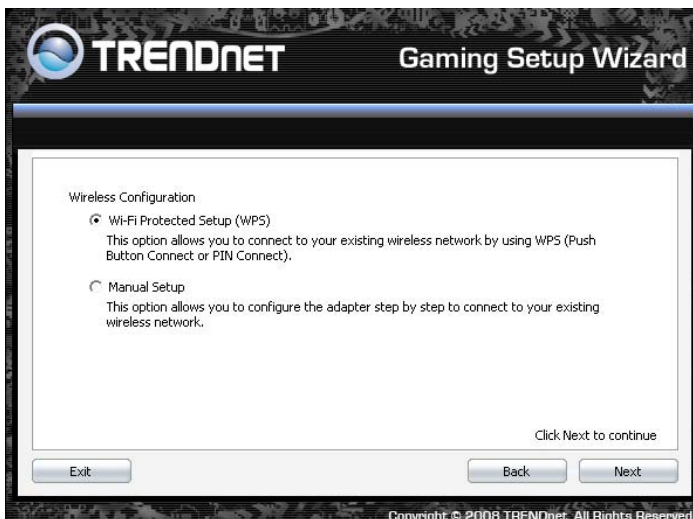 TRENDNET
Gaming Setup Wizard
Wireless Configuration
Wi-Fi Protected Setup (WPS)
This option allows you to connect to your existing wireless network by using WPS (Push
Button Connect or PIN Connect).
Manual Setup
This option allows you to configure the adapter step by step to connect to your existing
wireless network.
Click Next to continue
Exit
Back
Next
Copyright © 2008 TRENDnet. All Rights Reserved